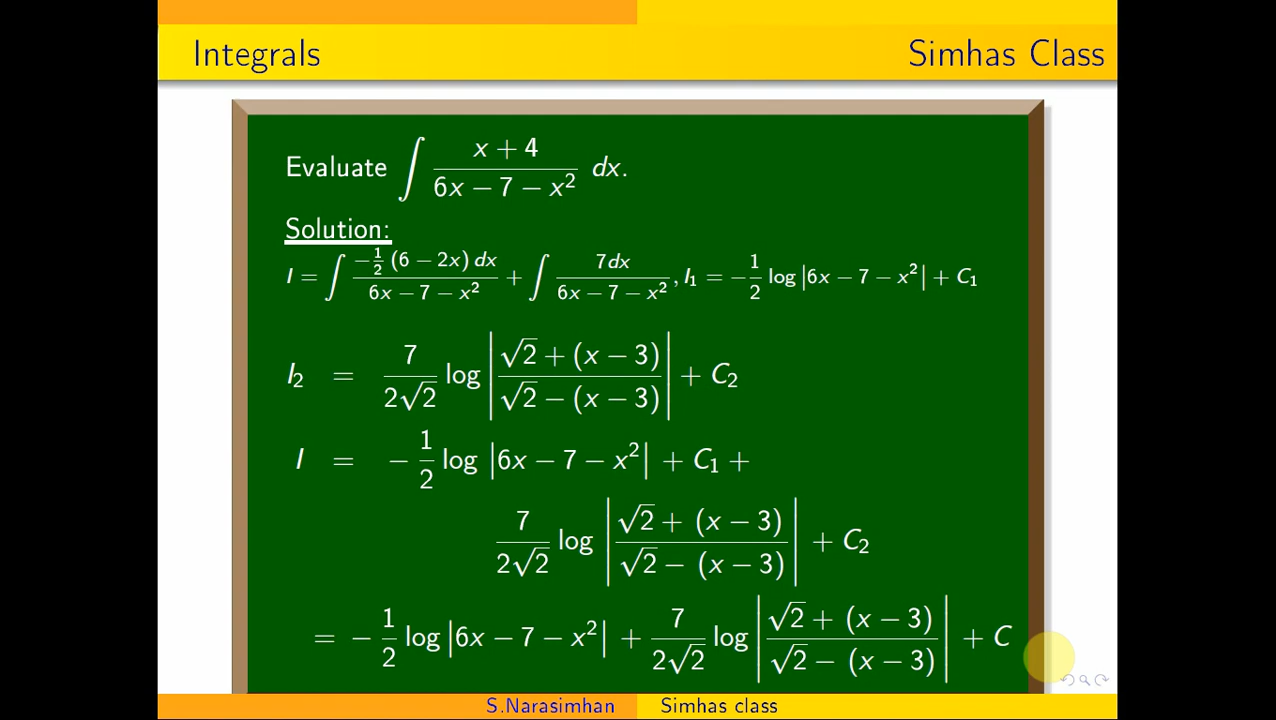 Integrals Simhas Class
Evaluate ∫ (x + 4)/(6x − 7 − x²) dx.
Solution:
I = ∫ (−½ (6 − 2x) dx)/(6x − 7 − x²) + ∫ 7dx/(6x − 7 − x²), I₁ = −1/2 log |6x − 7 − x²| + C₁
I₂ = 7/(2√2) log |(√2 + (x − 3))/(√2 − (x − 3))| + C₂
I = −1/2 log |6x − 7 − x²| + C₁ +
7/(2√2) log |(√2 + (x − 3))/(√2 − (x − 3))| + C₂
= −1/2 log |6x − 7 − x²| + 7/(2√2) log |(√2 + (x − 3))/(√2 − (x − 3))| + C
S.Narasimhan Simhas class